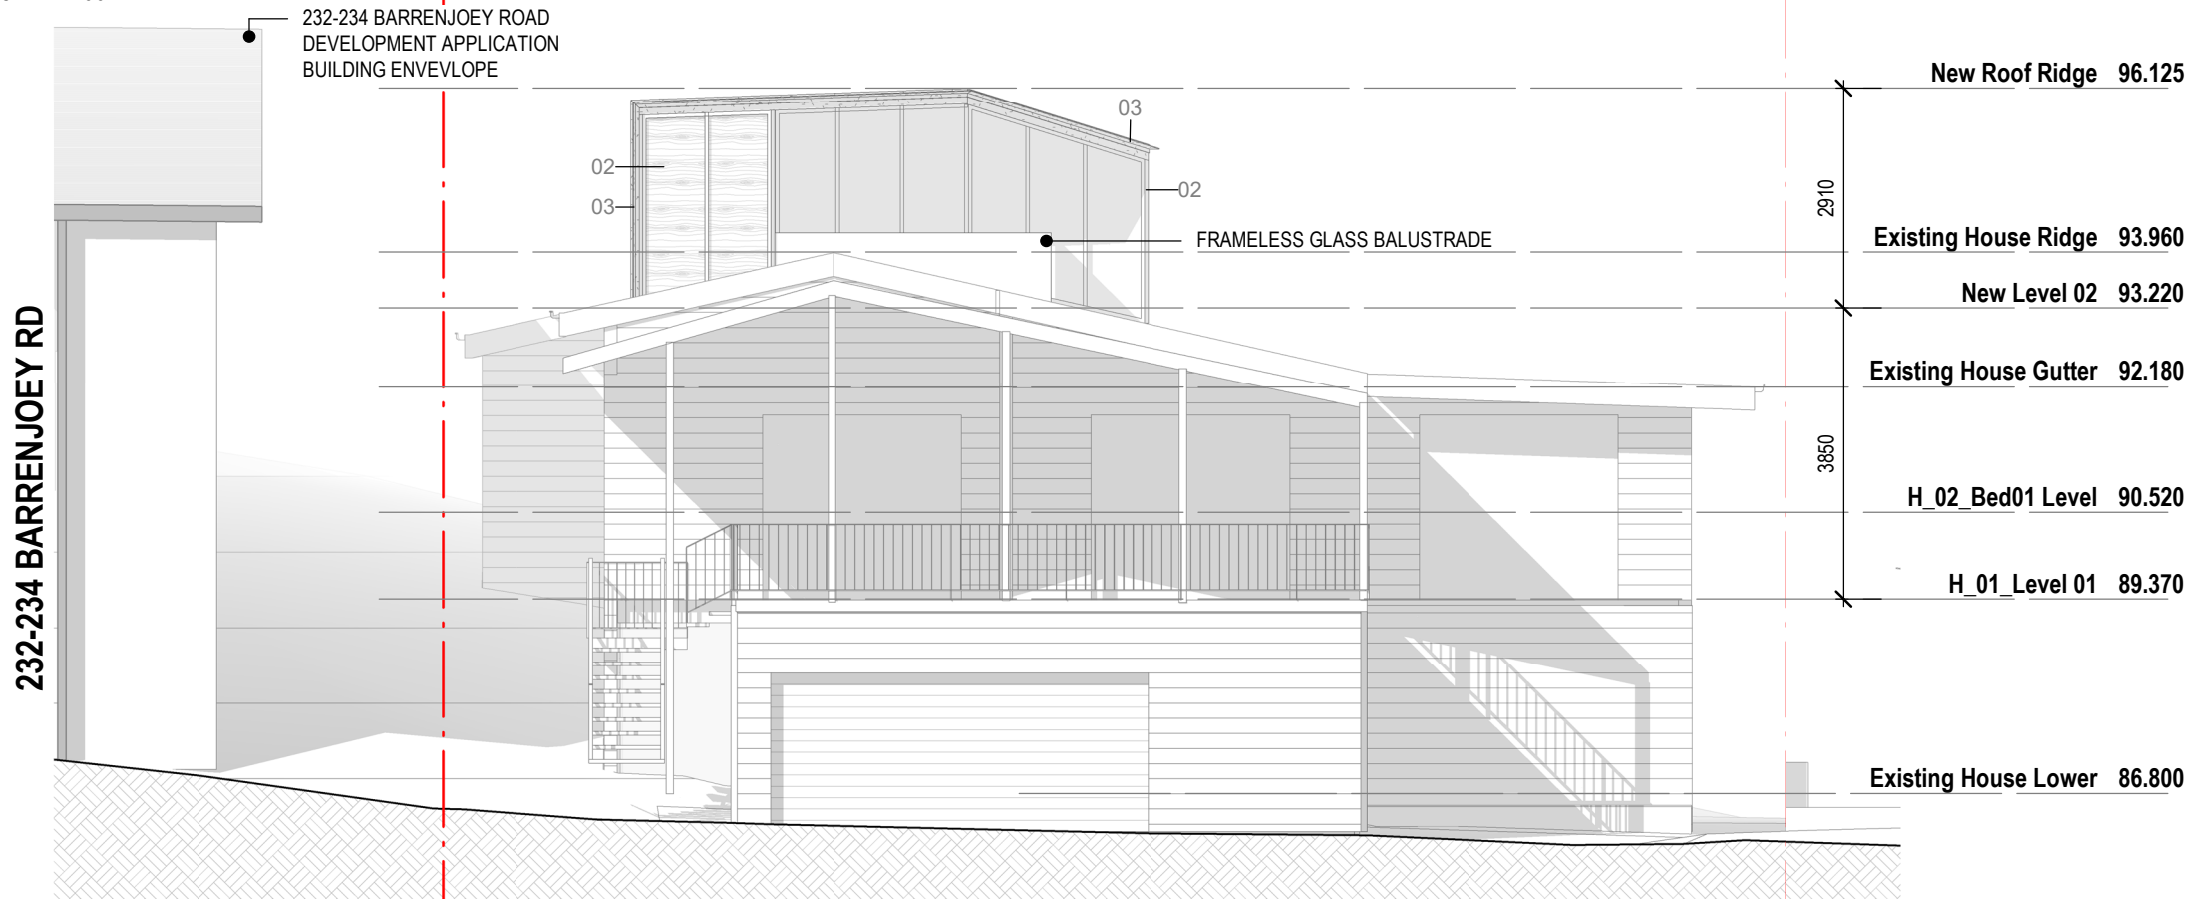 232-234 BARRENJOEY ROAD
DEVELOPMENT APPLICATION
BUILDING ENVEVLOPE
New Roof Ridge 96.125
03
02
02
03
2910
FRAMELESS GLASS BALUSTRADE
Existing House Ridge 93.960
New Level 02 93.220
232-234 BARRENJOEY RD
Existing House Gutter 92.180
3850
H_02_Bed01 Level 90.520
H_01_Level 01 89.370
Existing House Lower 86.800